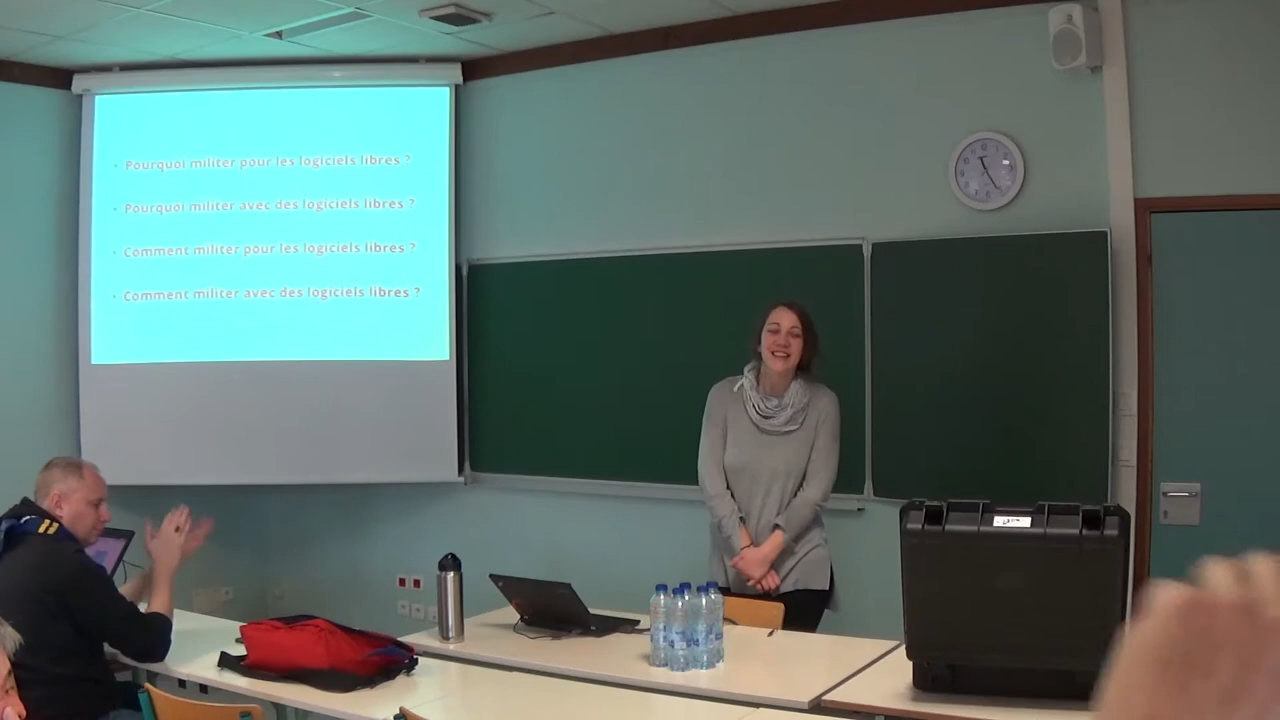 Pourquoi militer pour les logiciels libres ?
Pourquoi militer avec des logiciels libres ?
Comment militer pour les logiciels libres ?
Comment militer avec des logiciels libres ?